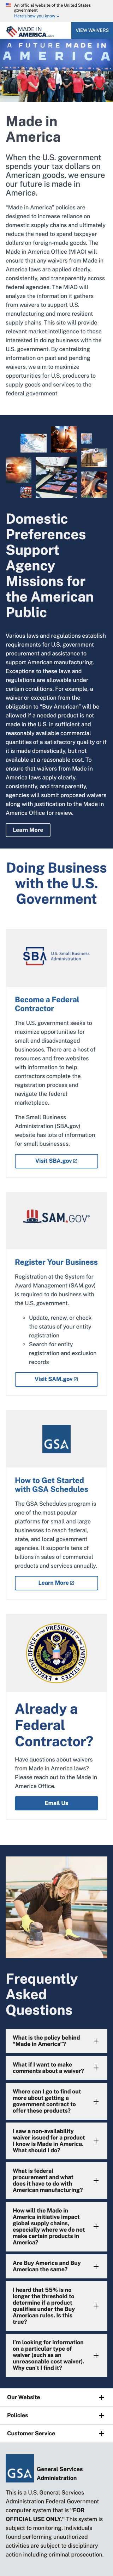 An official website of the United States
government
Here's how you know
MADE IN
AMERICA.GOV
VIEW WAIVERS
A FUTURE MADE IN
AMERICA
Made in
America
When the U.S. government
spends your tax dollars on
American goods, we ensure
our future is made in
America.
“Made in America” policies are
designed to increase reliance on
domestic supply chains and ultimately
reduce the need to spend taxpayer
dollars on foreign-made goods. The
Made in America Office (MIAO) will
ensure that any waivers from Made in
America laws are applied clearly,
consistently, and transparently across
federal agencies. The MIAO will
analyze the information it gathers
from waivers to support U.S.
manufacturing and more resilient
supply chains. This site will provide
market intelligence to those interested
in doing business with the U.S.
government. By centralizing
information on past and pending
waivers, we aim to maximize
opportunities for U.S. producers to
supply goods and services to the
federal government.
Domestic
Preferences
Support
Agency
Missions for
the American
Public
Various laws and regulations establish
requirements for U.S. government
procurement and assistance to
support American manufacturing.
Exceptions to these laws and
regulations are allowable under
certain conditions. For example, a
waiver or exception from the
obligation to “Buy American” will be
allowed if a needed product is not
made in the U.S. in sufficient and
reasonably available commercial
quantities of a satisfactory quality or if
it is made domestically, but not
available at a reasonable cost. To
ensure that waivers from Made in
America laws apply clearly,
consistently, and transparently,
agencies will submit proposed waivers
along with justification to the Made in
America Office for review.
Learn More
Doing Business
with the U.S.
Government
SBA
U.S. Small Business
Administration
Become a Federal
Contractor
The U.S. government seeks to
maximize opportunities for
small and disadvantaged
businesses. There are a host of
resources and free websites
with information to help
contractors complete the
registration process and
navigate the federal
marketplace.
The Small Business
Administration (SBA.gov)
website has lots of information
for small businesses.
Visit SBA.gov
SAM.GOV®
Register Your Business
Registration at the System for
Award Management (SAM.gov)
is required to do business with
the U.S. government.
Update, renew, or check
the status of your entity
registration
Search for entity
registration and exclusion
records
Visit SAM.gov
GSA
How to Get Started
with GSA Schedules
The GSA Schedules program is
one of the most popular
platforms for small and large
businesses to reach federal,
state, and local government
agencies. It supports tens of
billions in sales of commercial
products and services annually.
Learn More
EXECUTIVE OFFICE OF THE PRESIDENT OF THE UNITED STATES
Already a
Federal
Contractor?
Have questions about waivers
from Made in America laws?
Please reach out to the Made in
America Office.
Email Us
Frequently
Asked
Questions
What is the policy behind
“Made in America”?
What if I want to make
comments about a waiver?
Where can I go to find out
more about getting a
government contract to
offer these products?
I saw a non-availability
waiver issued for a product
I know is Made in America.
What should I do?
What is federal
procurement and what
does it have to do with
American manufacturing?
How will the Made in
America initiative impact
global supply chains,
especially where we do not
make certain products in
America?
Are Buy America and Buy
American the same?
I heard that 55% is no
longer the threshold to
determine if a product
qualifies under the Buy
American rules. Is this
true?
I'm looking for information
on a particular type of
waiver (such as an
unreasonable cost waiver).
Why can't I find it?
Our Website
Policies
Customer Service
GSA
General Services
Administration
This is a U.S. General Services
Administration Federal Government
computer system that is "FOR
OFFICIAL USE ONLY." This system is
subject to monitoring. Individuals
found performing unauthorized
activities are subject to disciplinary
action including criminal prosecution.